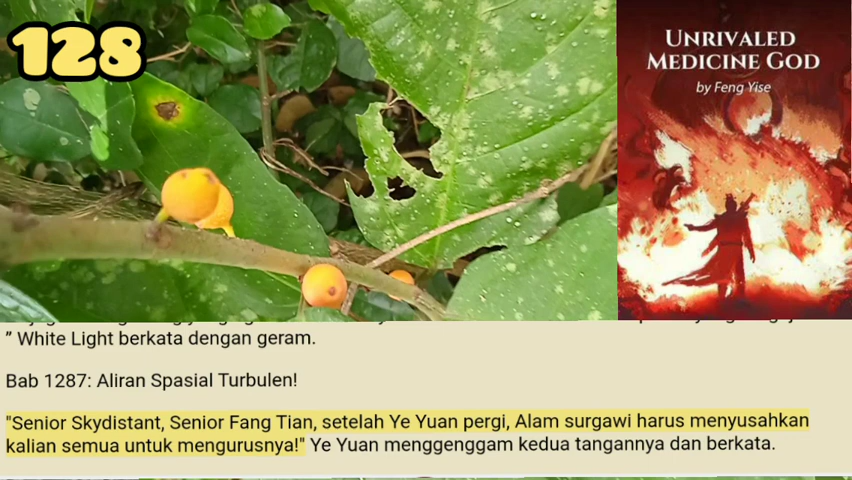 128
UNRIVALED
MEDICINE GOD
by Feng Yise
” White Light berkata dengan geram.
Bab 1287: Aliran Spasial Turbulen!
"Senior Skydistant, Senior Fang Tian, setelah Ye Yuan pergi, Alam surgawi harus menyusahkan
kalian semua untuk mengurusnya!" Ye Yuan menggenggam kedua tangannya dan berkata.